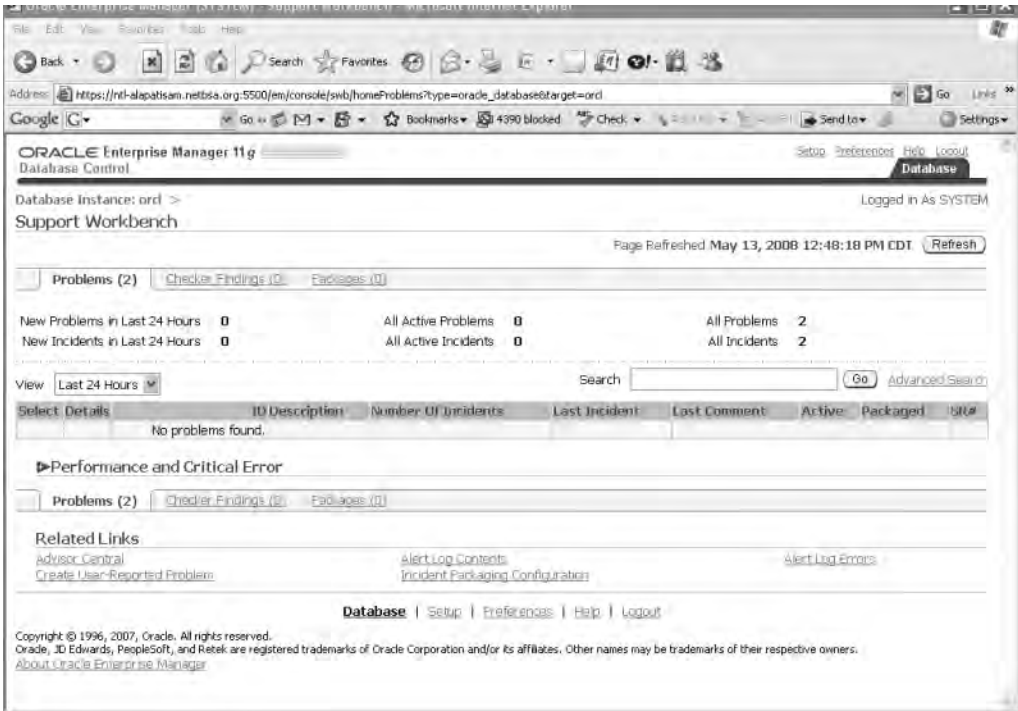 Oracle Enterprise Manager (SYSTEM) - Support Workbench - Microsoft Internet Explorer
File Edit View Favorites Tools Help
Back Search Favorites
Address https://ntl-alapatisam.netbsa.org:5500/em/console/swb/homeProblems?type=oracle_database&target=orcl Go Links
Google G Go Bookmarks 4390 blocked Check Send to Settings
ORACLE Enterprise Manager 11g Setup Preferences Help Logout
Database Control Database
Database Instance: orcl > Logged in As SYSTEM
Support Workbench
Page Refreshed May 13, 2008 12:48:18 PM CDT Refresh
Problems (2) Checker Findings (0) Packages (0)
New Problems in Last 24 Hours 0 All Active Problems 0 All Problems 2
New Incidents in Last 24 Hours 0 All Active Incidents 0 All Incidents 2
View Last 24 Hours Search Go Advanced Search
Select Details ID Description Number Of Incidents Last Incident Last Comment Active Packaged SR#
No problems found.
Performance and Critical Error
Problems (2) Checker Findings (0) Packages (0)
Related Links
Advisor Central Alert Log Contents Alert Log Errors
Create User-Reported Problem Incident Packaging Configuration
Database | Setup | Preferences | Help | Logout
Copyright © 1996, 2007, Oracle. All rights reserved.
Oracle, JD Edwards, PeopleSoft, and Retek are registered trademarks of Oracle Corporation and/or its affiliates. Other names may be trademarks of their respective owners.
About Oracle Enterprise Manager